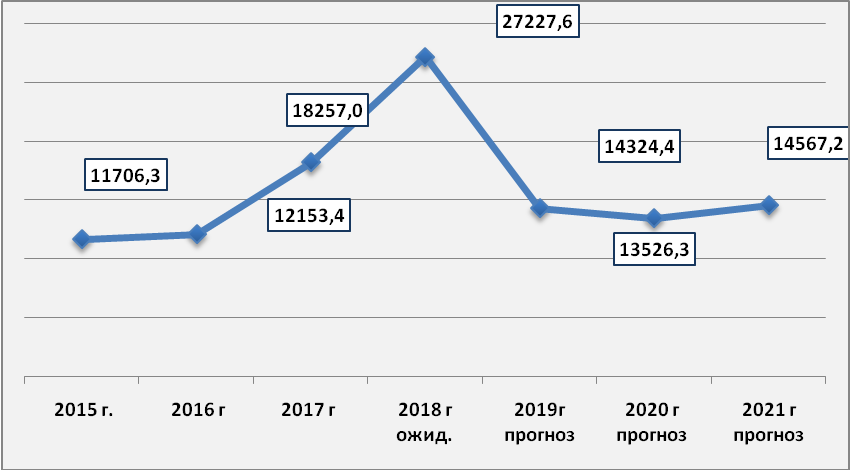 27227,6
18257,0
14324,4
14567,2
11706,3
12153,4
13526,3
2015 г.
2016 г
2017 г
2018 г
ожид.
2019г
прогноз
2020 г
прогноз
2021 г
прогноз